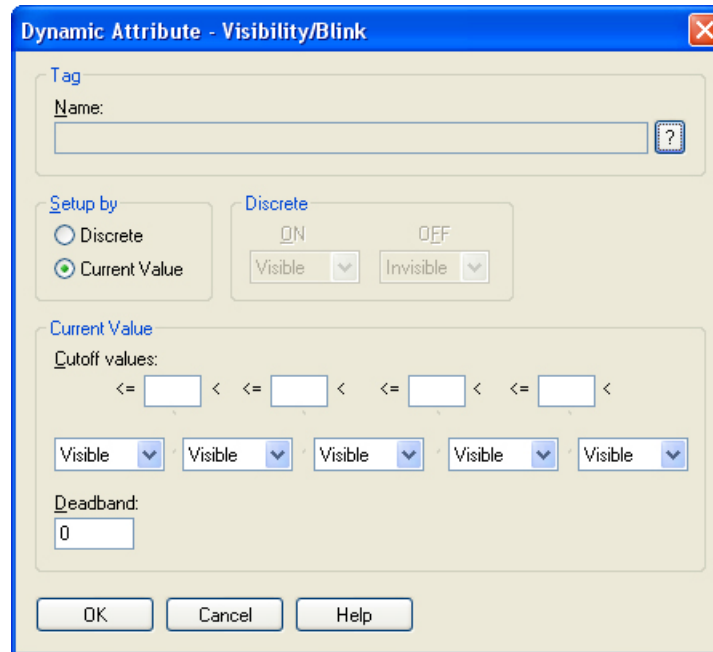 Dynamic Attribute - Visibility/Blink
Tag
Name:
?
Setup by
Discrete
Current Value
Discrete
ON OFF
Visible Invisible
Current Value
Cutoff values:
<= < <= < <= < <= <
Visible Visible Visible Visible Visible
Deadband:
0
OK Cancel Help